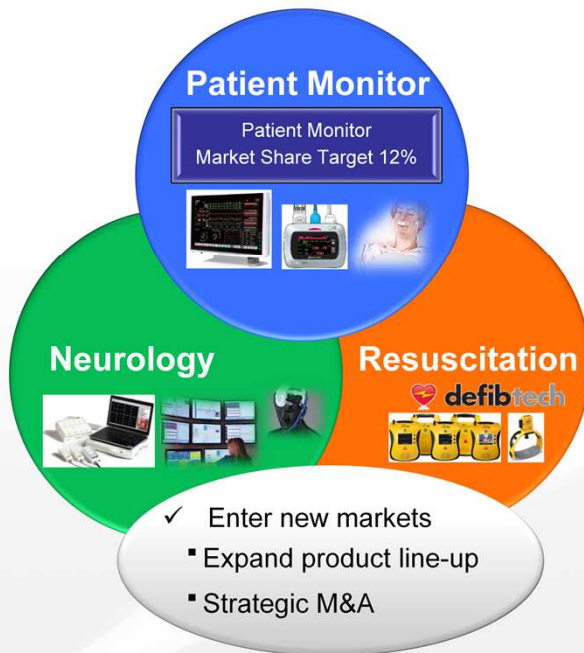 Patient Monitor
Patient Monitor
Market Share Target 12%
Neurology
Resuscitation
defibtech
✓ Enter new markets
▪ Expand product line-up
▪ Strategic M&A